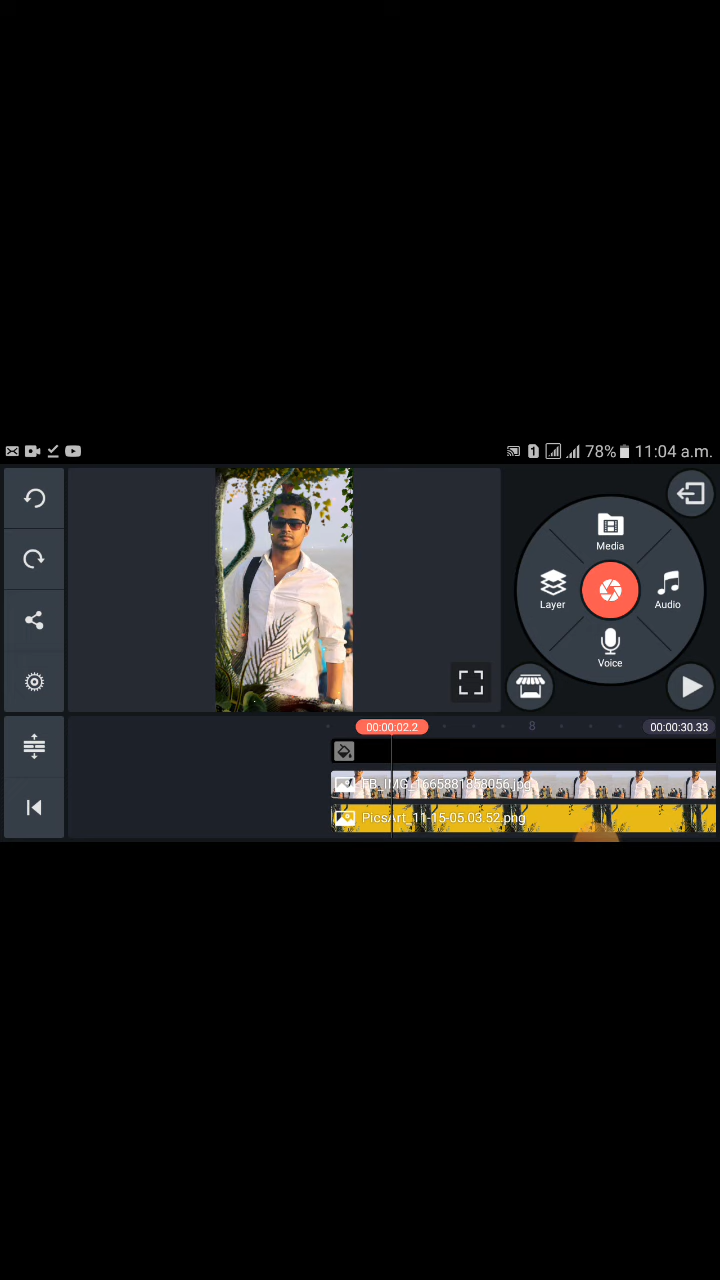 1 78% 11:04 a.m.
Media
Layer
Audio
Voice
00:00:02.2
8
00:00:30.33
FB_IMG_1665881858056.jpg
PicsArt_11-15-05.03.52.png